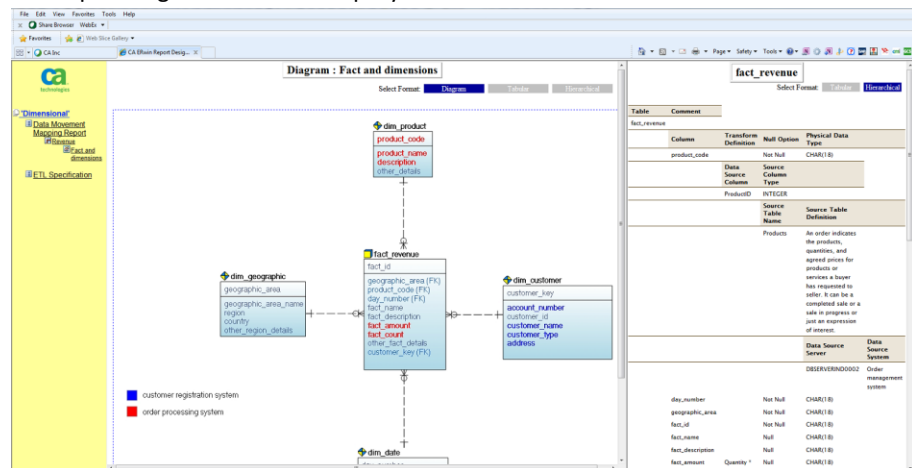 File Edit View Favorites Tools Help
x Share Browser WebEx
Favorites Web Slice Gallery
CA Inc CA ERwin Report Desig... X Page Safety Tools
ca
technologies
"Dimensional"
Data Movement
Mapping Report
Revenue
Fact and
dimensions
ETL Specification
Diagram : Fact and dimensions
Select Format: Diagram Tabular Hierarchical
dim_product
product_code
product_name
description
other_details
fact_revenue
fact_id
geographic_area (FK)
product_code (FK)
day_number (FK)
fact_name
fact_description
fact_amount
fact_count
other_fact_details
customer_key (FK)
dim_geographic
geographic_area
geographic_area_name
region
country
other_region_details
dim_customer
customer_key
account_number
customer_id
customer_name
customer_type
address
customer registration system
order processing system
dim_date
fact_revenue
Select Format: Tabular Hierarchical
Table Comment
fact_revenue
Column Transform Definition Null Option Physical Data Type
product_code Not Null CHAR(18)
Data Source Column Source Column Type
ProductID INTEGER
Source Table Name Source Table Definition
Products An order indicates
the products,
quantities, and
agreed prices for
products or
services a buyer
has requested to
seller. It can be a
completed sale or a
sale in progress or
just an expression
of interest.
Data Source Server Data Source System
DBSERVERIND0002 Order management system
day_number Not Null CHAR(18)
geographic_area Not Null CHAR(18)
fact_id Not Null CHAR(18)
fact_name Null CHAR(18)
fact_description Null CHAR(18)
fact_amount Quantity * Null CHAR(18)